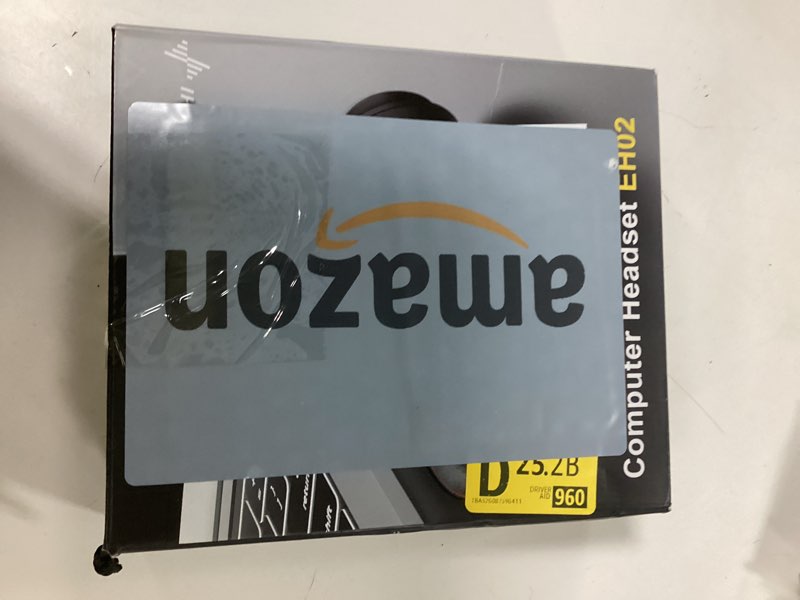 amazon
Computer Headset EH02
D 25.2B
DRIVER
AID 960